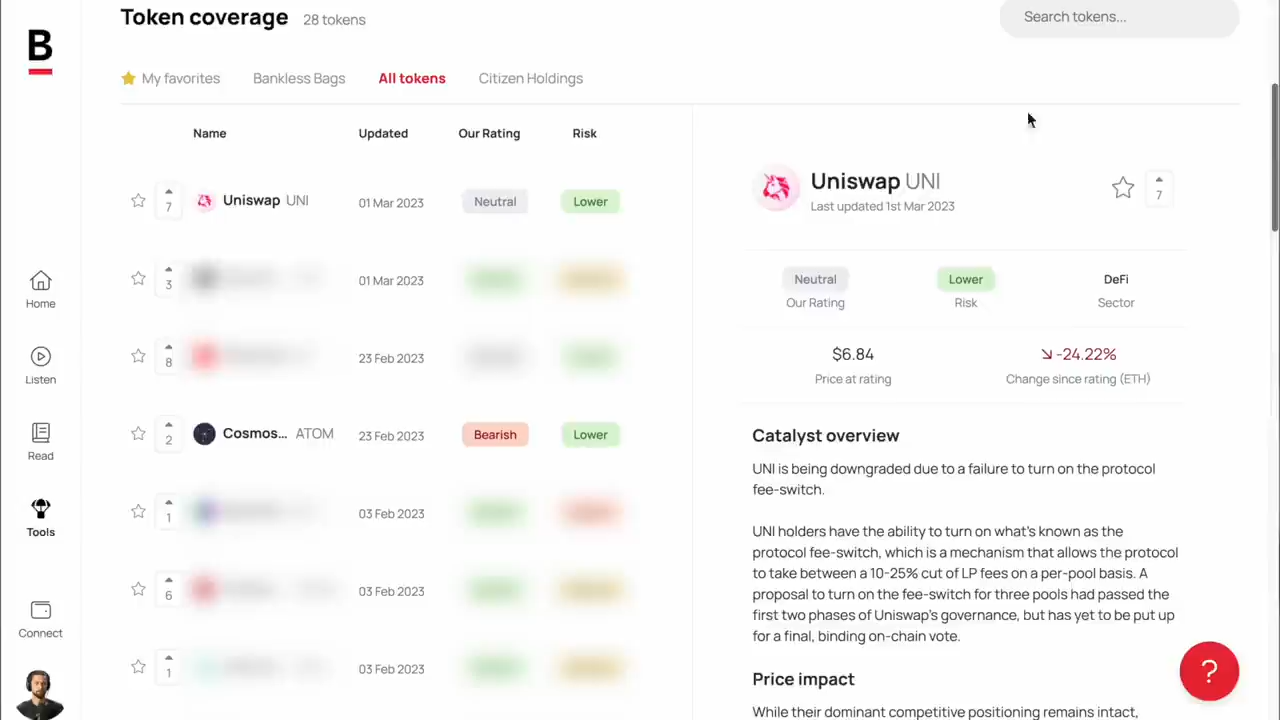 B
Token coverage 28 tokens
Search tokens...
My favorites Bankless Bags All tokens Citizen Holdings
Name Updated Our Rating Risk
7 Uniswap UNI 01 Mar 2023 Neutral Lower
3 01 Mar 2023
8 23 Feb 2023
2 Cosmos... ATOM 23 Feb 2023 Bearish Lower
1 03 Feb 2023
6 03 Feb 2023
1 03 Feb 2023
Home
Listen
Read
Tools
Connect
Uniswap UNI
7
Last updated 1st Mar 2023
Neutral Lower DeFi
Our Rating Risk Sector
$6.84 ↘ -24.22%
Price at rating Change since rating (ETH)
Catalyst overview
UNI is being downgraded due to a failure to turn on the protocol
fee-switch.
UNI holders have the ability to turn on what's known as the
protocol fee-switch, which is a mechanism that allows the protocol
to take between a 10-25% cut of LP fees on a per-pool basis. A
proposal to turn on the fee-switch for three pools had passed the
first two phases of Uniswap's governance, but has yet to be put up
for a final, binding on-chain vote.
Price impact
While their dominant competitive positioning remains intact,
?